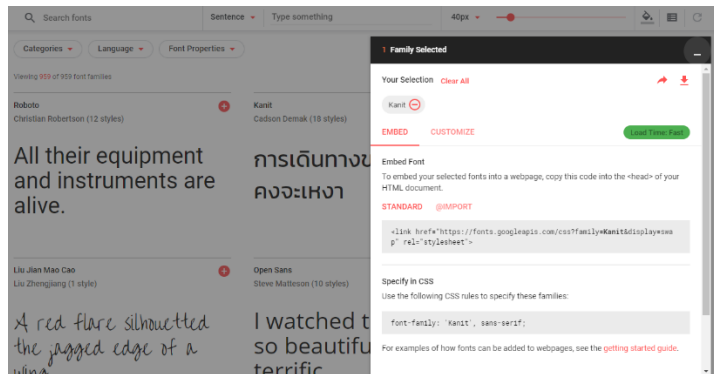 Search fonts
Sentence
Type something
40px
Categories
Language
Font Properties
Viewing 959 of 959 font families
Roboto
Christian Robertson (12 styles)
All their equipment
and instruments are
alive.
Kanit
Cadson Demak (18 styles)
การเดินทางข
คงจะเหงา
Liu Jian Mao Cao
Liu Zhengjiang (1 style)
A red flare silhouetted
the jagged edge of a
wing.
Open Sans
Steve Matteson (10 styles)
I watched t
so beautifu
terrific
1 Family Selected
Your Selection Clear All
Kanit
EMBED CUSTOMIZE
Load Time: Fast
Embed Font
To embed your selected fonts into a webpage, copy this code into the <head> of your
HTML document.
STANDARD @IMPORT
<link href="https://fonts.googleapis.com/css?family=Kanit&display=swa
p" rel="stylesheet">
Specify in CSS
Use the following CSS rules to specify these families:
font-family: 'Kanit', sans-serif;
For examples of how fonts can be added to webpages, see the getting started guide.